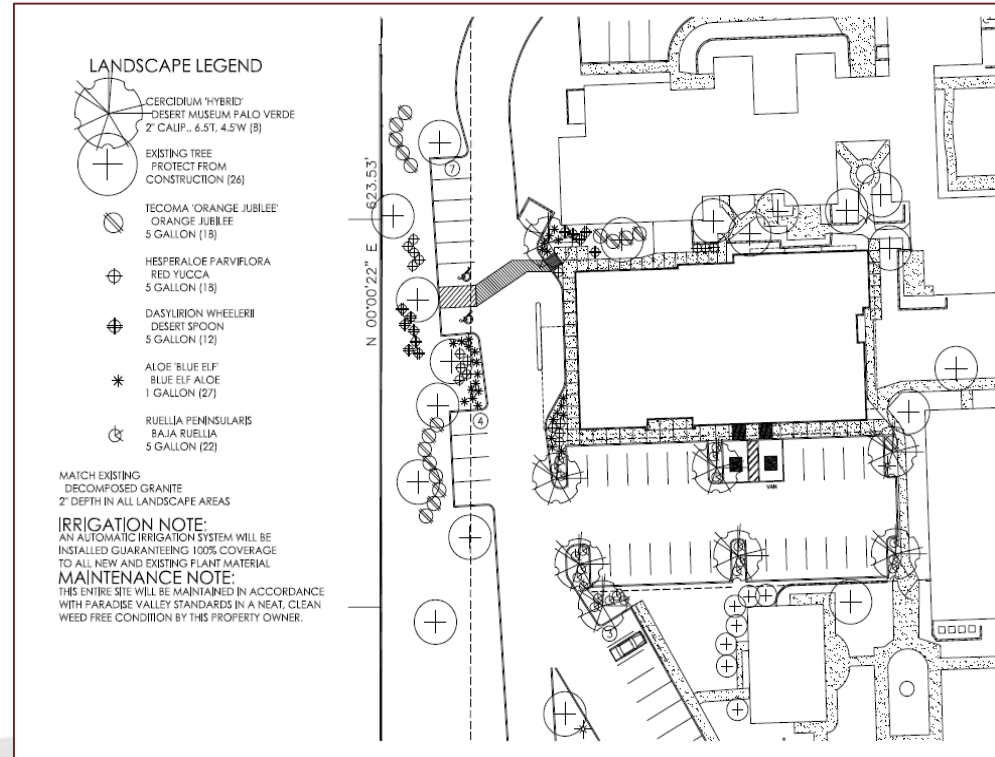 LANDSCAPE LEGEND
CERCIDIUM 'HYBRID'
DESERT MUSEUM PALO VERDE
2" CALIP., 6.5'T, 4.5'W (8)
EXISTING TREE
PROTECT FROM
CONSTRUCTION (26)
TECOMA 'ORANGE JUBILEE'
ORANGE JUBILEE
5 GALLON (18)
HESPERALOE PARVIFLORA
RED YUCCA
5 GALLON (18)
DASYLIRION WHEELERII
DESERT SPOON
5 GALLON (12)
ALOE 'BLUE ELF'
BLUE ELF ALOE
1 GALLON (27)
RUELLIA PENINSULARIS
BAJA RUELLIA
5 GALLON (22)
MATCH EXISTING
DECOMPOSED GRANITE
2" DEPTH IN ALL LANDSCAPE AREAS
IRRIGATION NOTE:
AN AUTOMATIC IRRIGATION SYSTEM WILL BE
INSTALLED GUARANTEEING 100% COVERAGE
TO ALL NEW AND EXISTING PLANT MATERIAL
MAINTENANCE NOTE:
THIS ENTIRE SITE WILL BE MAINTAINED IN ACCORDANCE
WITH PARADISE VALLEY STANDARDS IN A NEAT, CLEAN
WEED FREE CONDITION BY THIS PROPERTY OWNER.
N 00°00'22" E 623.53'
7
4
VAN
3